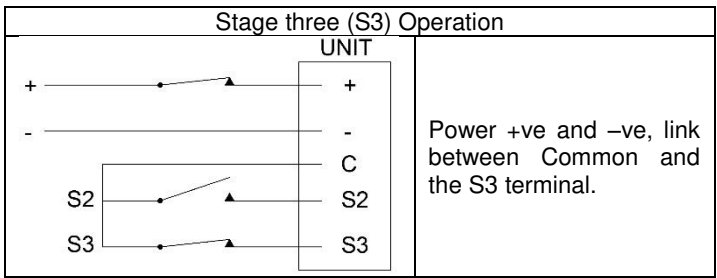 Stage three (S3) Operation
UNIT
+ +
- -
C
S2 S2
S3 S3
Power +ve and –ve, link
between Common and
the S3 terminal.